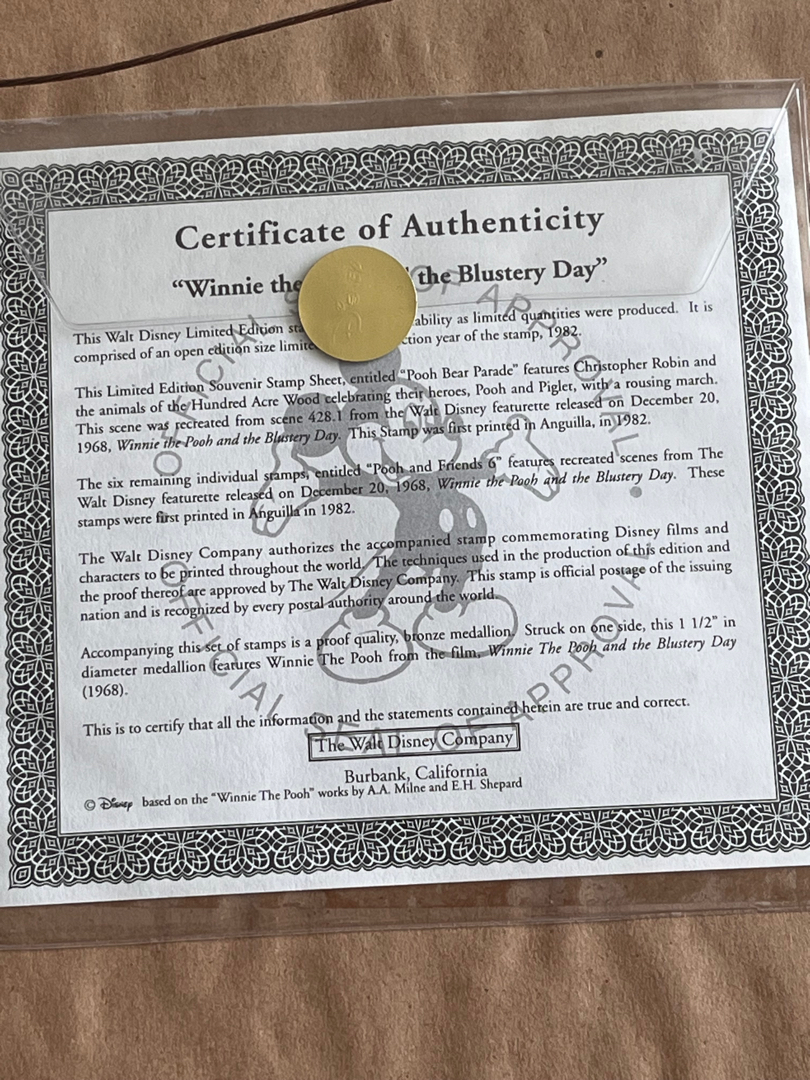 Certificate of Authenticity
“Winnie the the Blustery Day”
This Walt Disney Limited Edition ability as limited quantities were produced. It is
comprised of an open edition size year of the stamp, 1982.
This Limited Edition Souvenir Stamp Sheet, entitled “Pooh Bear Parade” features Christopher Robin and
the animals of the Hundred Acre Wood celebrating their heroes, Pooh and Piglet, with a rousing march.
This scene was recreated from scene 428.1 from the Walt Disney featurette released on December 20,
1968, Winnie the Pooh and the Blustery Day. This Stamp was first printed in Anguilla, in 1982.
The six remaining individual stamps, entitled “Pooh and Friends 6” features recreated scenes from The
Walt Disney featurette released on December 20, 1968, Winnie the Pooh and the Blustery Day. These
stamps were first printed in Anguilla in 1982.
The Walt Disney Company authorizes the accompanied stamp commemorating Disney films and
characters to be printed throughout the world. The techniques used in the production of this edition and
the proof thereof are approved by The Walt Disney Company. This stamp is official postage of the issuing
nation and is recognized by every postal authority around the world.
Accompanying this set of stamps is a proof quality, bronze medallion. Struck on one side, this 1 1/2” in
diameter medallion features Winnie The Pooh from the film, Winnie The Pooh and the Blustery Day
(1968).
This is to certify that all the information and the statements contained herein are true and correct.
The Walt Disney Company
Burbank, California
© Disney based on the “Winnie The Pooh” works by A.A. Milne and E.H. Shepard
OFFICIAL SEAL OF APPROVAL
OFFICIAL SEAL OF APPROVAL